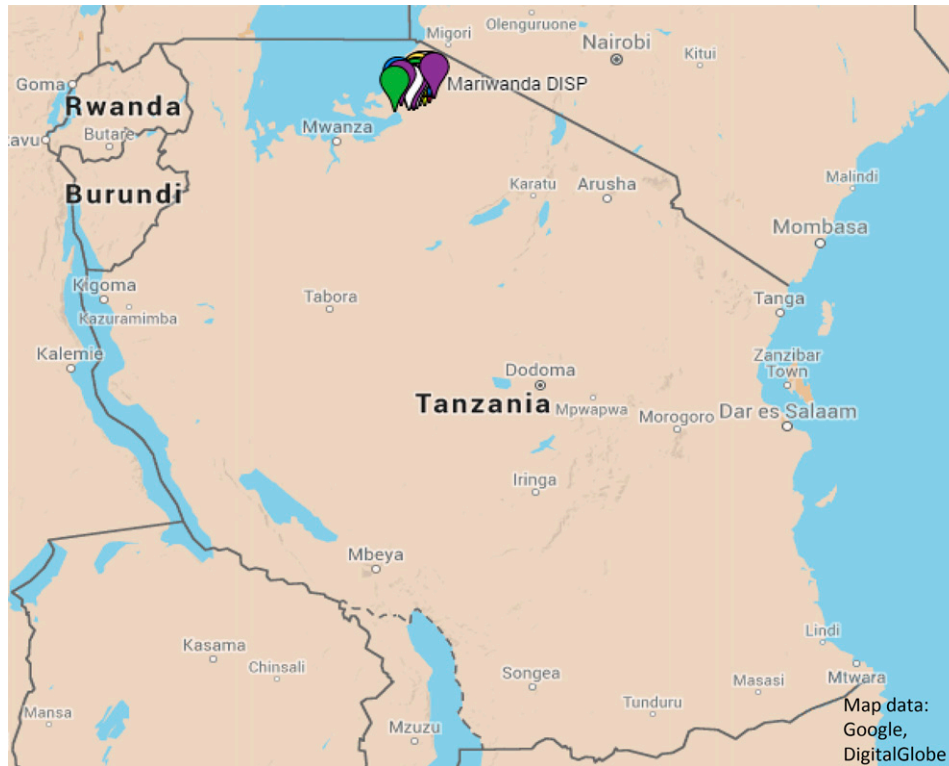 Migori
Olenguruone
Nairobi
Kitui
Goma
Mariwanda DISP
Rwanda
Butare
Mwanza
Burundi
Karatu
Arusha
Malindi
Mombasa
Kigoma
Kazuramimba
Tabora
Tanga
Kalemie
Zanzibar
Town
Dodoma
Tanzania
Mpwapwa
Morogoro
Dar es Salaam
Iringa
Mbeya
Kasama
Chinsali
Lindi
Songea
Masasi
Mtwara
Mansa
Mzuzu
Tunduru
Map data:
Google,
DigitalGlobe